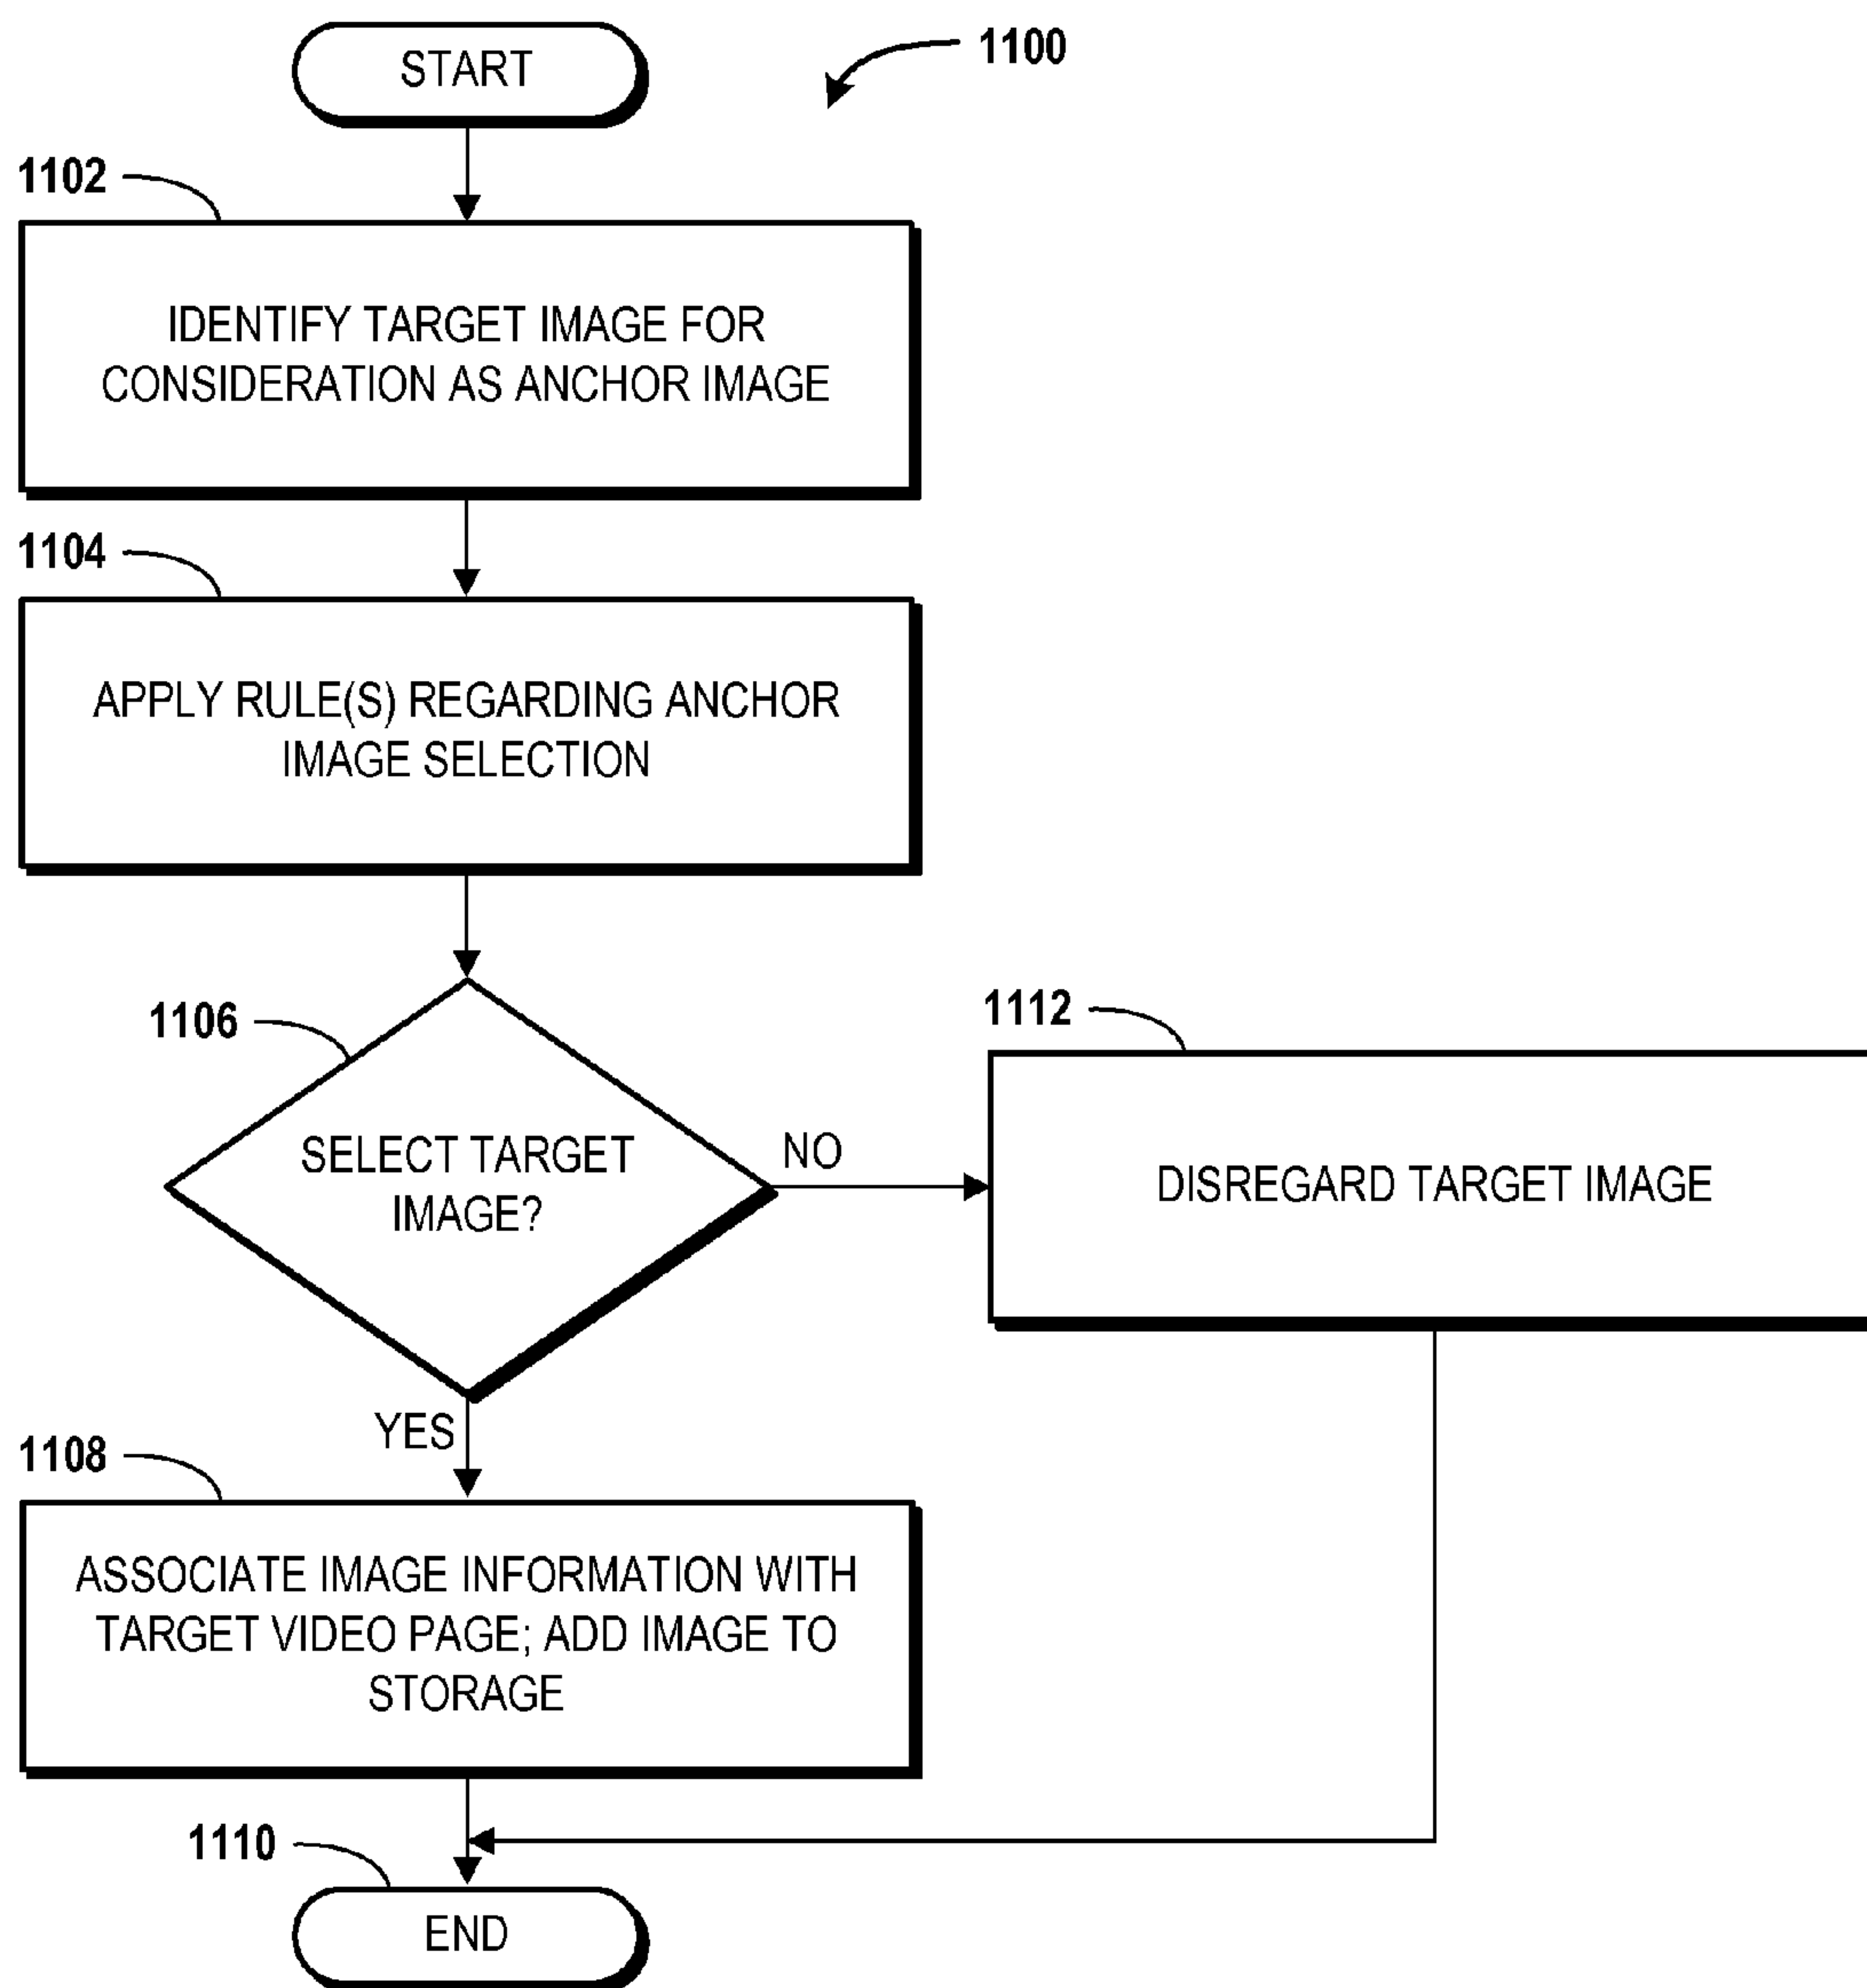 START
1100
1102
IDENTIFY TARGET IMAGE FOR
CONSIDERATION AS ANCHOR IMAGE
1104
APPLY RULE(S) REGARDING ANCHOR
IMAGE SELECTION
1106
SELECT TARGET
IMAGE?
NO
1112
DISREGARD TARGET IMAGE
YES
1108
ASSOCIATE IMAGE INFORMATION WITH
TARGET VIDEO PAGE; ADD IMAGE TO
STORAGE
1110
END